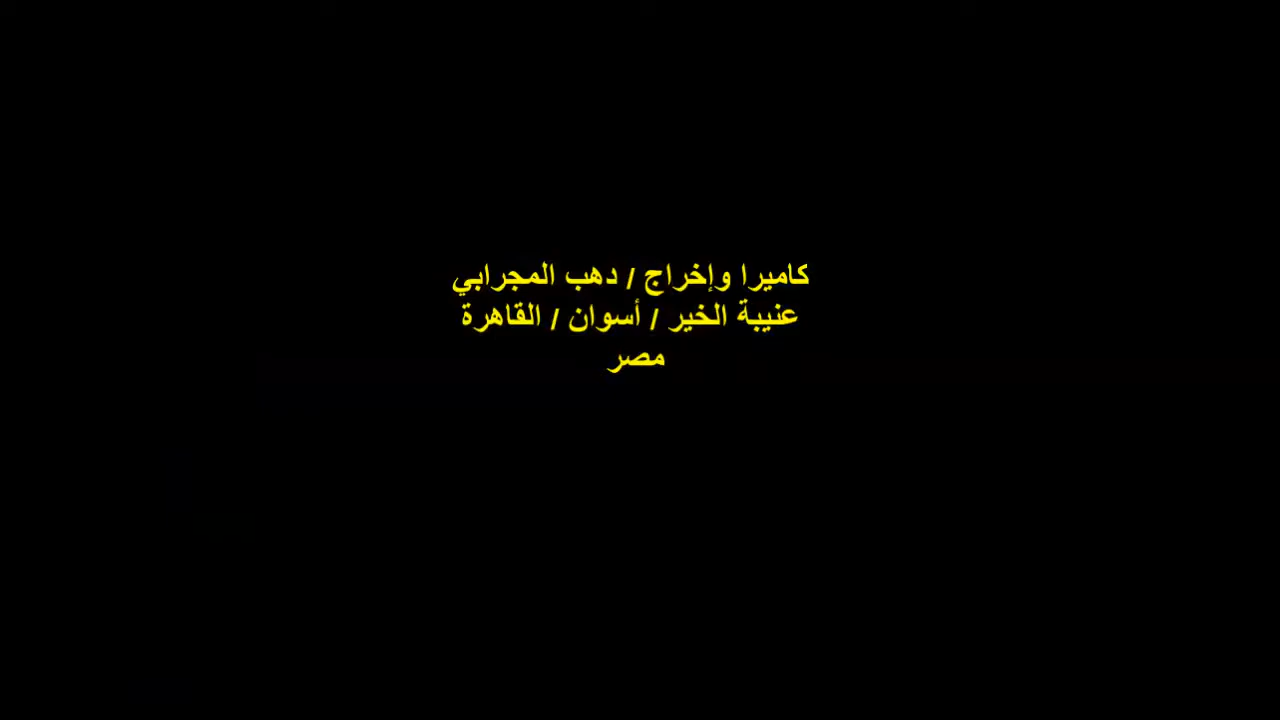 كاميرا وإخراج / دهب المجرابي
عنيبة الخير / أسوان / القاهرة
مصر